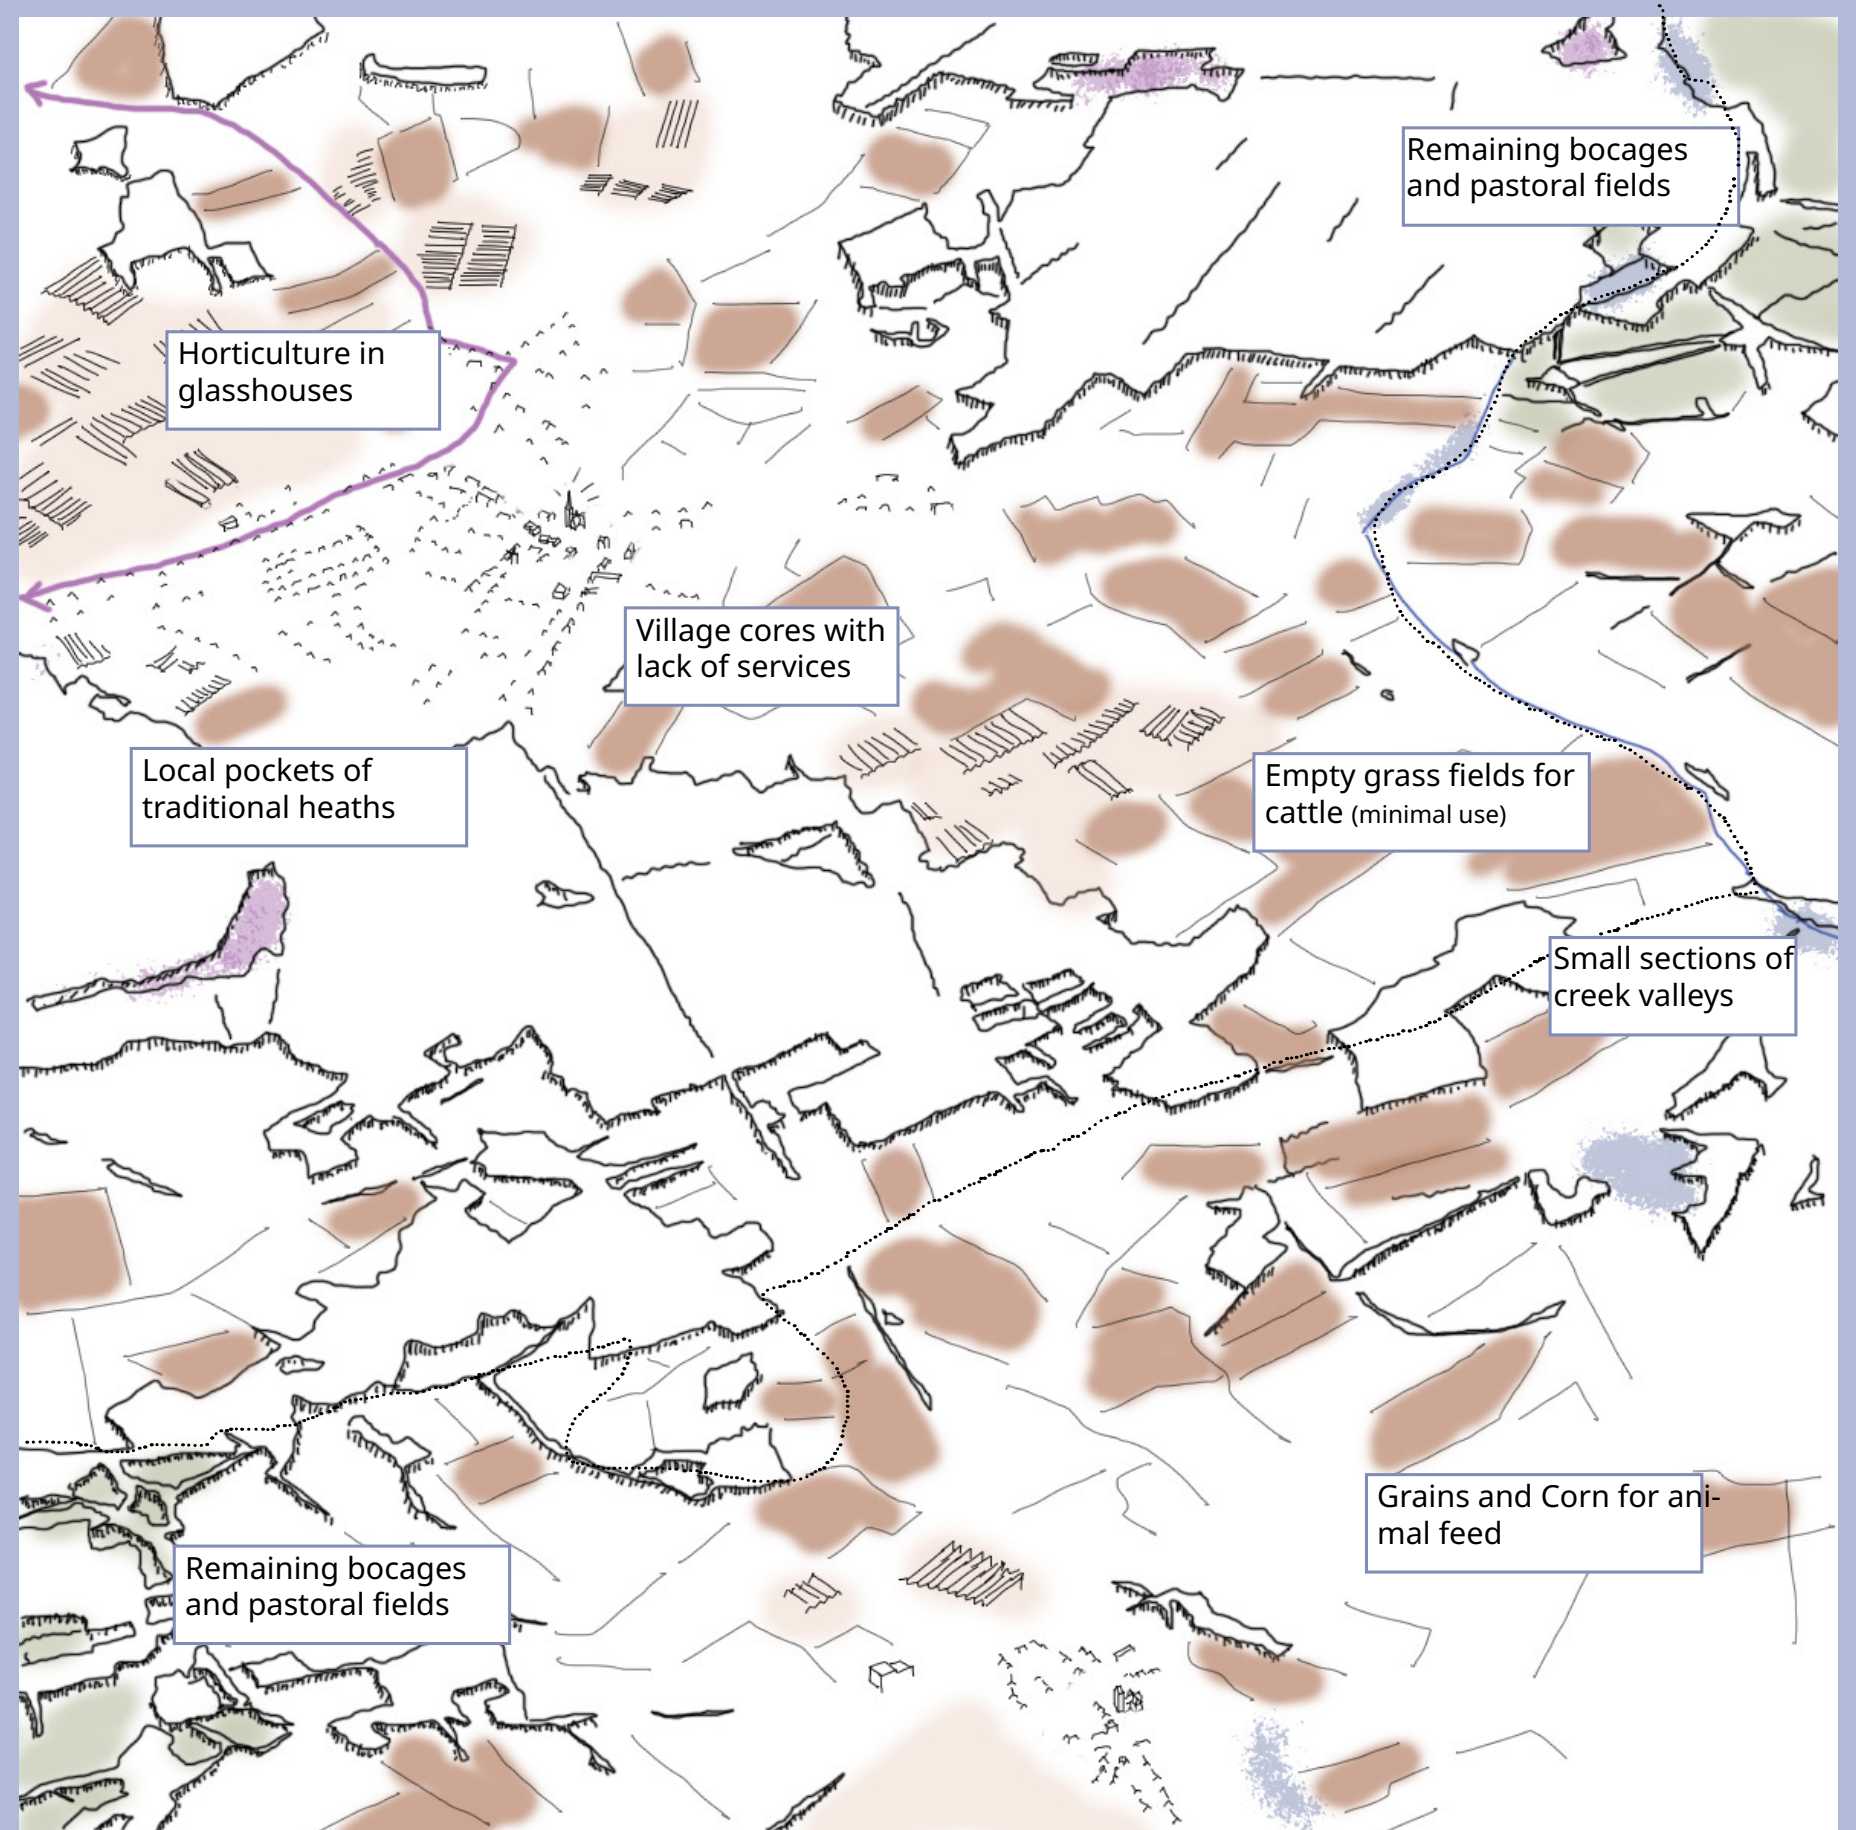 Remaining bocages
and pastoral fields
Horticulture in
glasshouses
Village cores with
lack of services
Local pockets of
traditional heaths
Empty grass fields for
cattle (minimal use)
Small sections of
creek valleys
Grains and Corn for ani-
mal feed
Remaining bocages
and pastoral fields